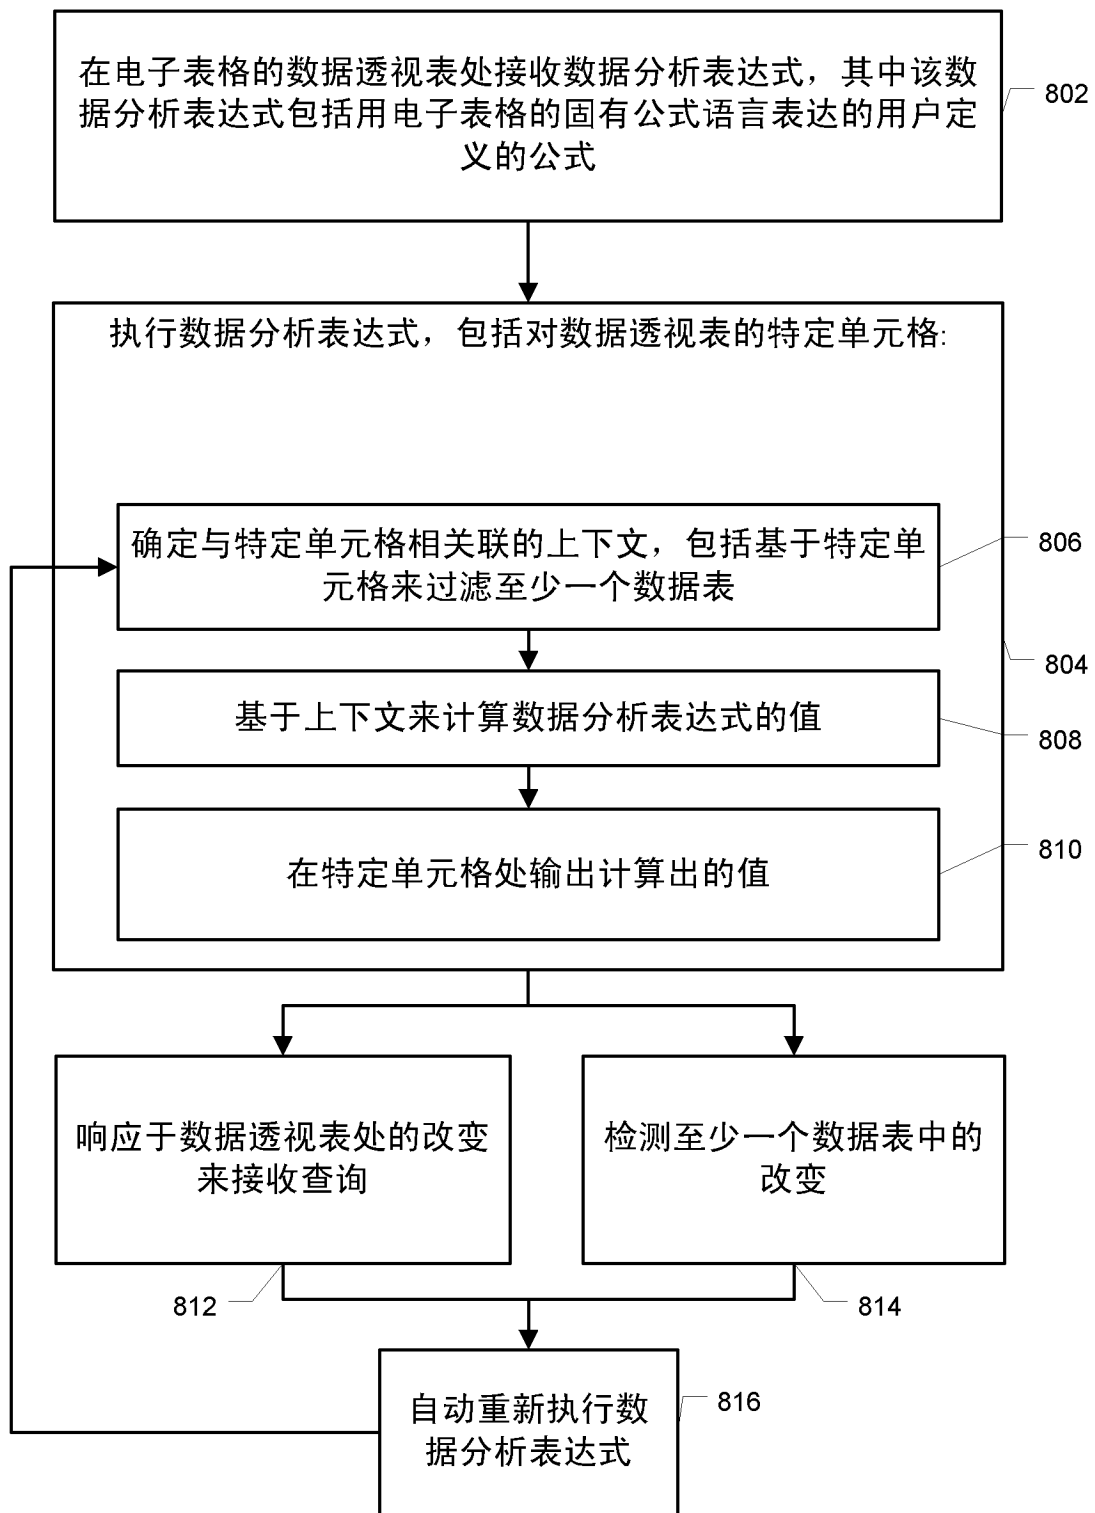 在电子表格的数据透视表处接收数据分析表达式，其中该数
据分析表达式包括用电子表格的固有公式语言表达的用户定
义的公式
802
执行数据分析表达式，包括对数据透视表的特定单元格:
确定与特定单元格相关联的上下文，包括基于特定单
元格来过滤至少一个数据表
806
804
基于上下文来计算数据分析表达式的值
808
在特定单元格处输出计算出的值
810
响应于数据透视表处的改变
来接收查询
812
检测至少一个数据表中的
改变
814
自动重新执行数
据分析表达式
816